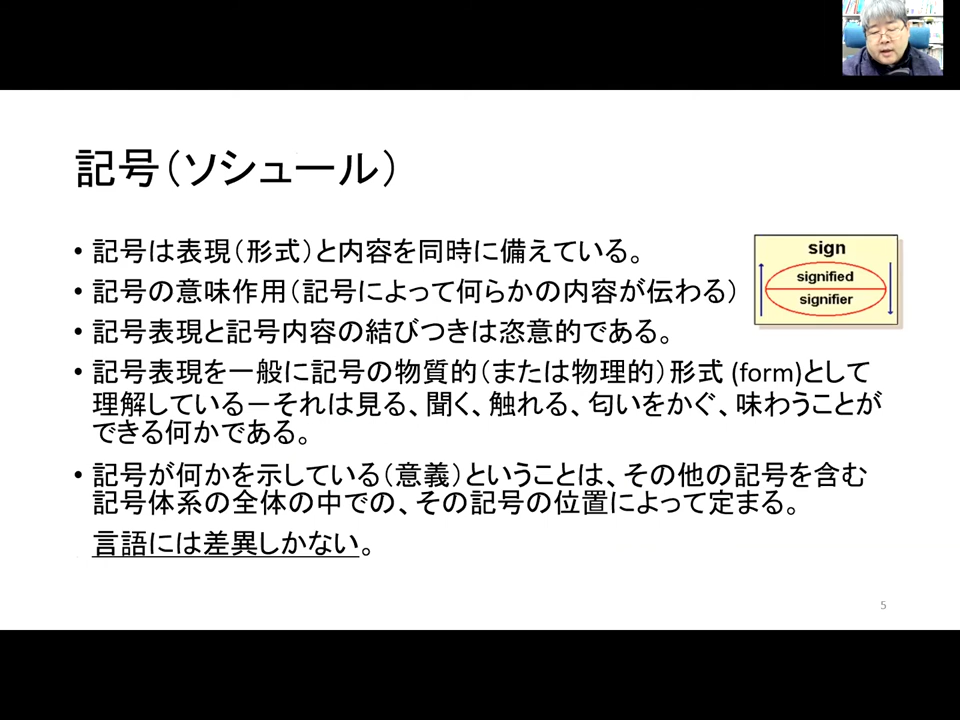 記号（ソシュール）
• 記号は表現（形式）と内容を同時に備えている。
• 記号の意味作用（記号によって何らかの内容が伝わる）
• 記号表現と記号内容の結びつきは恣意的である。
• 記号表現を一般に記号の物質的（または物理的）形式 (form)として
理解している－それは見る、聞く、触れる、匂いをかぐ、味わうことが
できる何かである。
• 記号が何かを示している（意義）ということは、その他の記号を含む
記号体系の全体の中での、その記号の位置によって定まる。
言語には差異しかない。
sign
signified
signifier
5